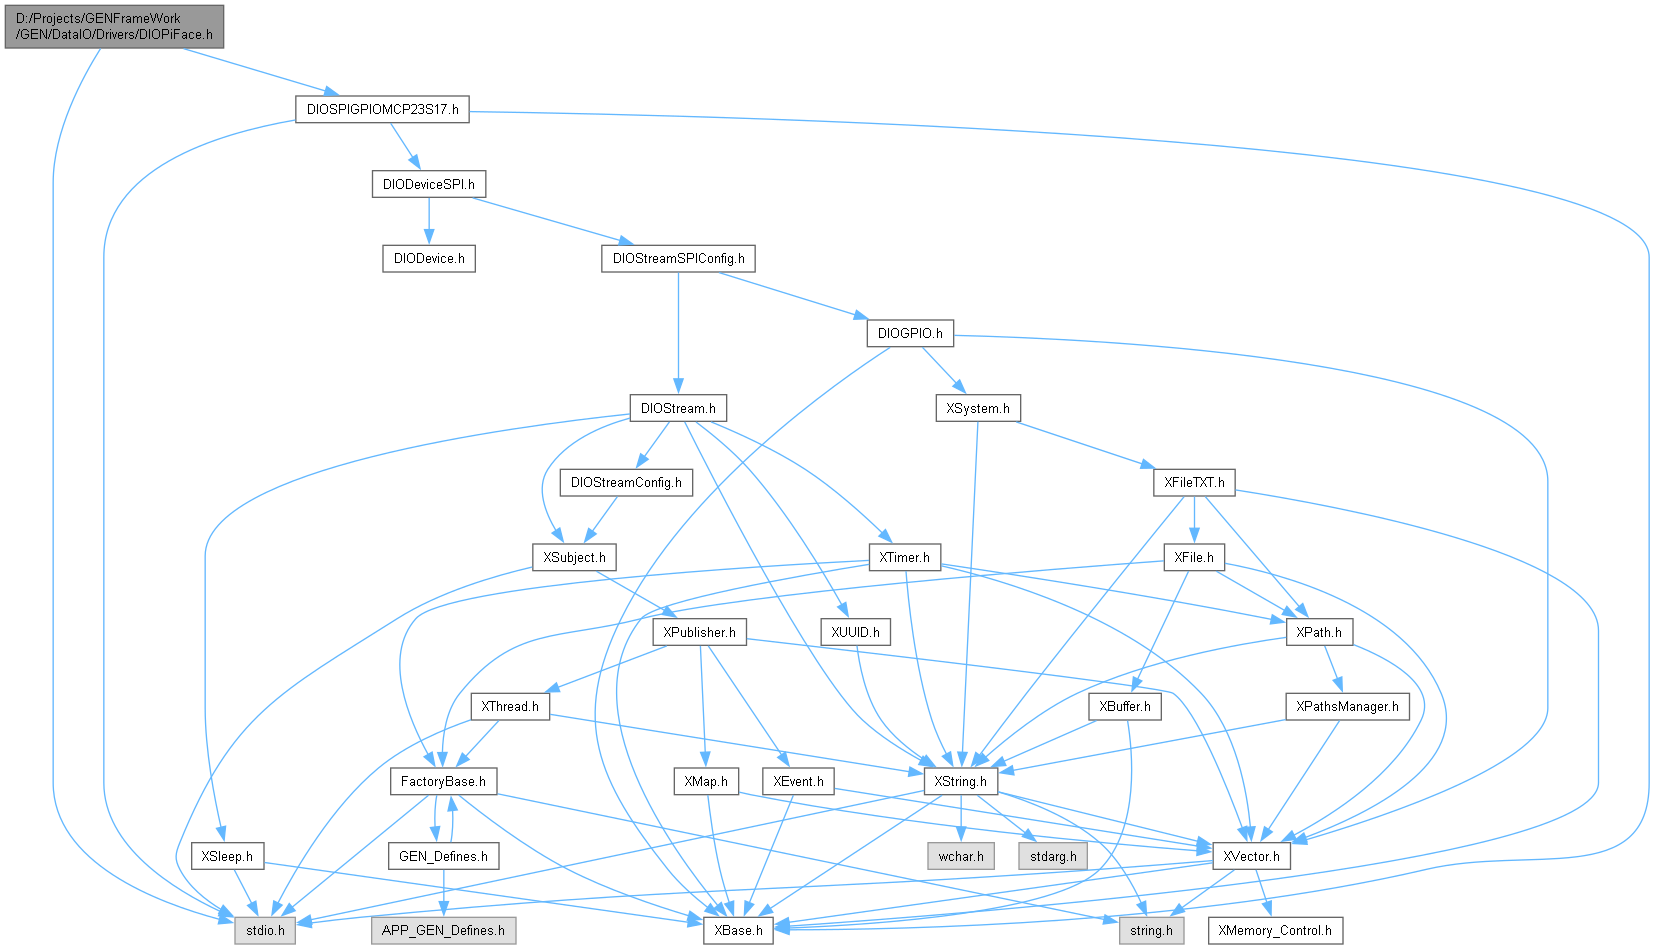 D:/Projects/GENFrameWork
/GEN/DataIO/Drivers/DIOPiFace.h
DIOSPIGPIOMCP23S17.h
DIODeviceSPI.h
DIODevice.h
DIOStreamSPIConfig.h
DIOGPIO.h
DIOStream.h
XSystem.h
DIOStreamConfig.h
XFileTXT.h
XSubject.h
XTimer.h
XFile.h
XPublisher.h
XUUID.h
XPath.h
XThread.h
XBuffer.h
XPathsManager.h
FactoryBase.h
XMap.h
XEvent.h
XString.h
XSleep.h
GEN_Defines.h
wchar.h
stdarg.h
XVector.h
stdio.h
APP_GEN_Defines.h
XBase.h
string.h
XMemory_Control.h